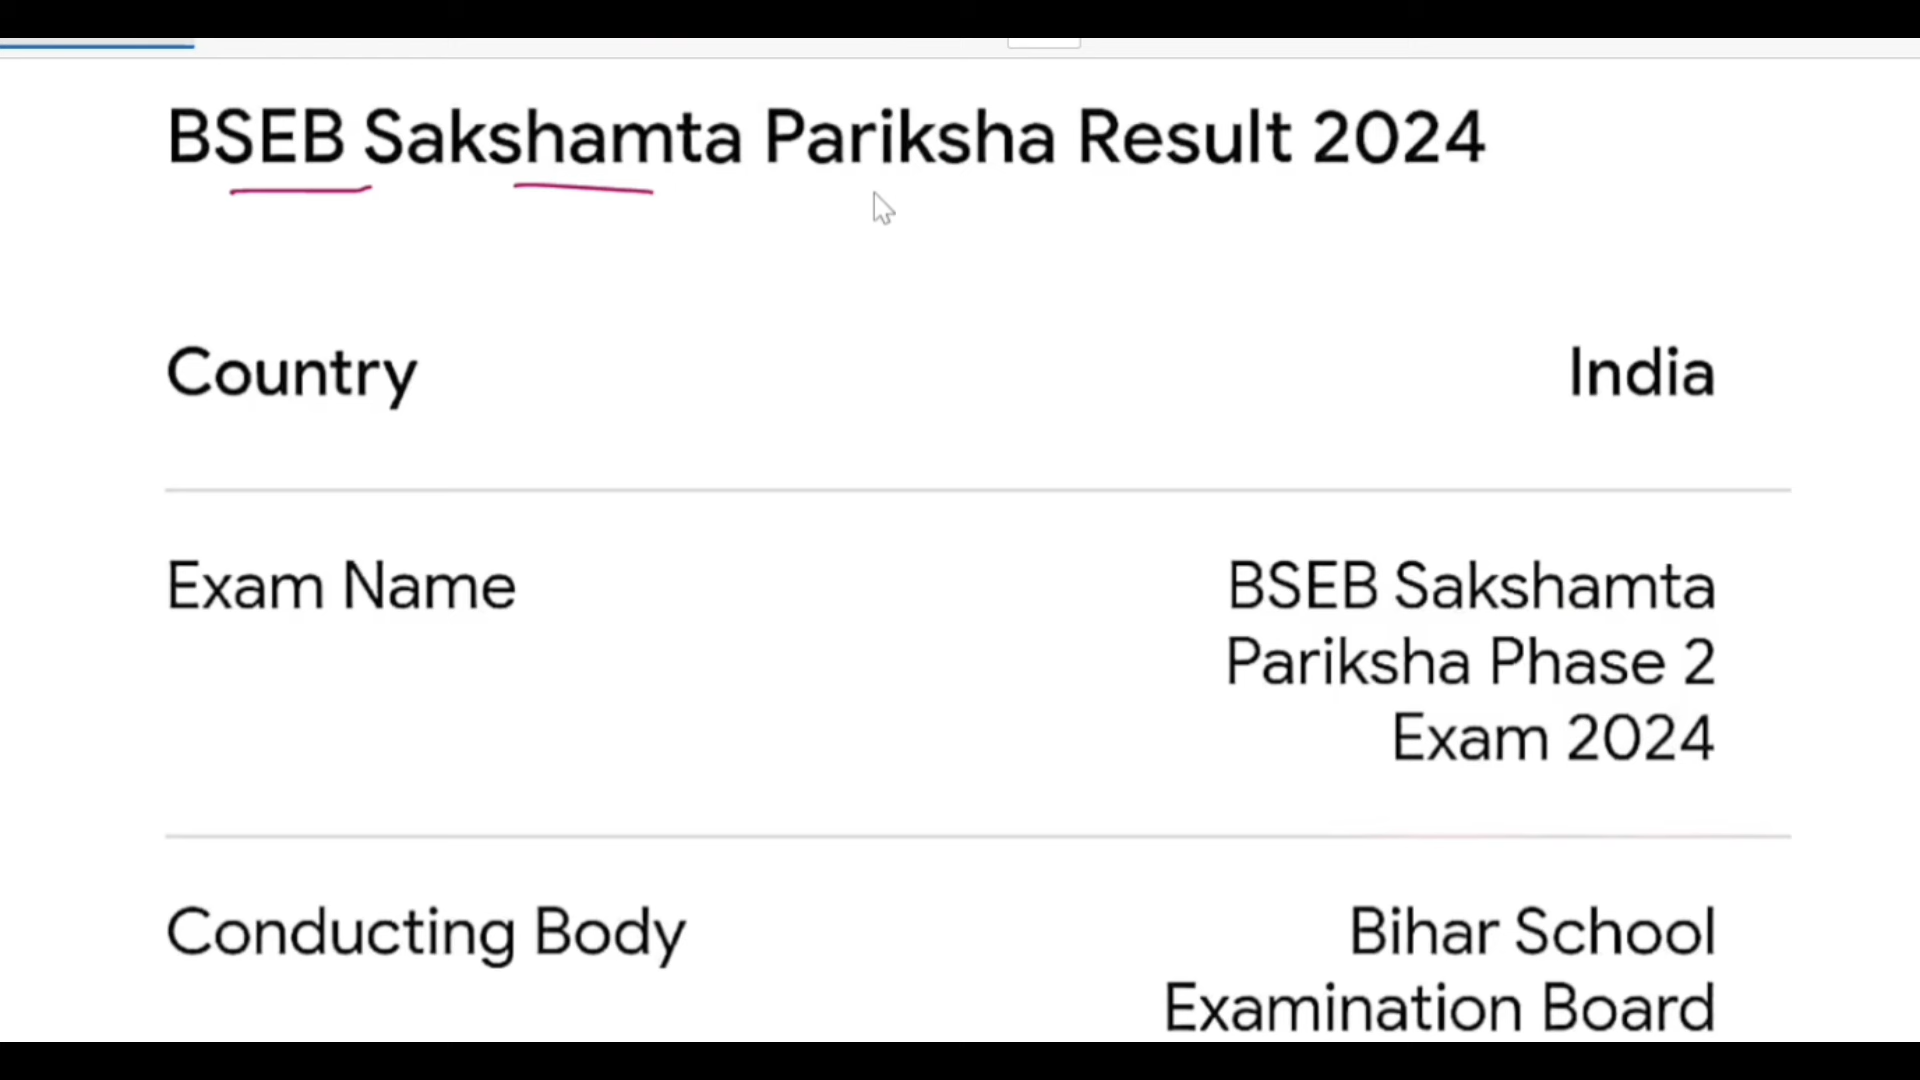 BSEB Sakshamta Pariksha Result 2024
Country India
Exam Name BSEB Sakshamta
Pariksha Phase 2
Exam 2024
Conducting Body Bihar School
Examination Board